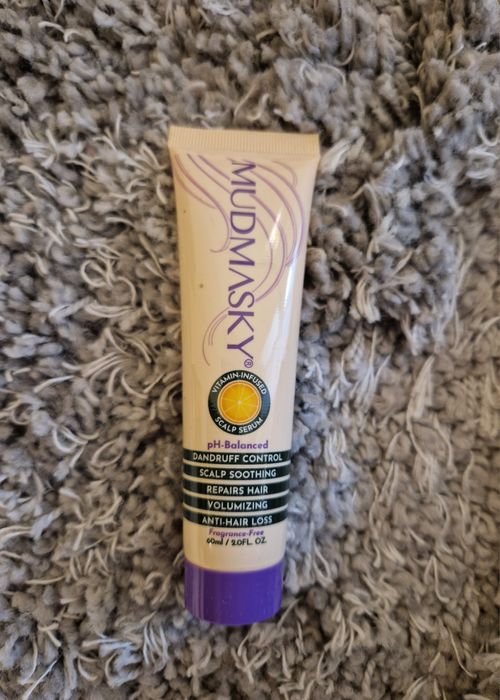 MUDMASKY®
VITAMIN-INFUSED
SCALP SERUM
pH-Balanced
DANDRUFF CONTROL
SCALP SOOTHING
REPAIRS HAIR
VOLUMIZING
ANTI-HAIR LOSS
Fragrance-Free
60ml / 2.0FL. OZ.